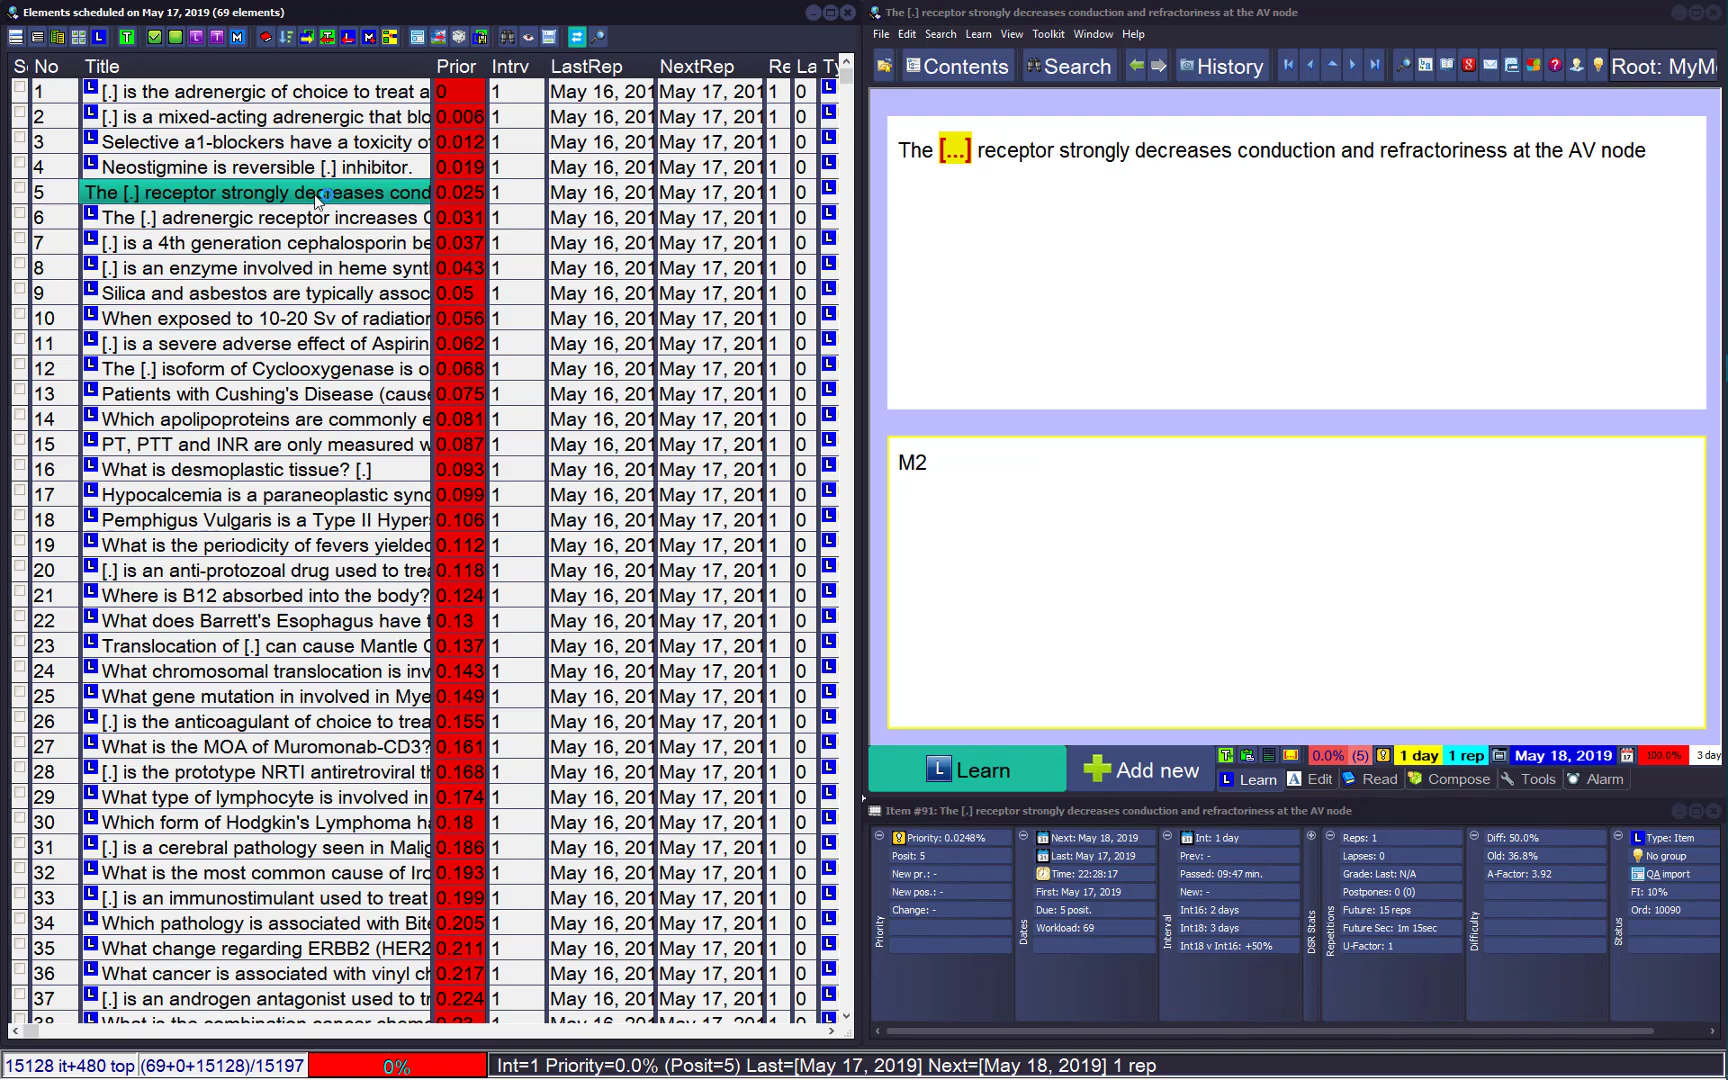 Elements scheduled on May 17, 2019 (69 elements)
S No Title Prior Intrv LastRep NextRep Re La Ty
1 [.] is the adrenergic of choice to treat a 0 1 May 16, 201 May 17, 201 1 0
2 [.] is a mixed-acting adrenergic that blo 0.006 1 May 16, 201 May 17, 201 1 0
3 Selective a1-blockers have a toxicity of 0.012 1 May 16, 201 May 17, 201 1 0
4 Neostigmine is reversible [.] inhibitor. 0.019 1 May 16, 201 May 17, 201 1 0
5 The [.] receptor strongly decreases cond 0.025 1 May 16, 201 May 17, 201 1 0
6 The [.] adrenergic receptor increases 0.031 1 May 16, 201 May 17, 201 1 0
7 [.] is a 4th generation cephalosporin be 0.037 1 May 16, 201 May 17, 201 1 0
8 [.] is an enzyme involved in heme synt 0.043 1 May 16, 201 May 17, 201 1 0
9 Silica and asbestos are typically assoc 0.05 1 May 16, 201 May 17, 201 1 0
10 When exposed to 10-20 Sv of radiation 0.056 1 May 16, 201 May 17, 201 1 0
11 [.] is a severe adverse effect of Aspirin 0.062 1 May 16, 201 May 17, 201 1 0
12 The [.] isoform of Cyclooxygenase is o 0.068 1 May 16, 201 May 17, 201 1 0
13 Patients with Cushing's Disease (cause 0.075 1 May 16, 201 May 17, 201 1 0
14 Which apolipoproteins are commonly e 0.081 1 May 16, 201 May 17, 201 1 0
15 PT, PTT and INR are only measured w 0.087 1 May 16, 201 May 17, 201 1 0
16 What is desmoplastic tissue? [.] 0.093 1 May 16, 201 May 17, 201 1 0
17 Hypocalcemia is a paraneoplastic sync 0.099 1 May 16, 201 May 17, 201 1 0
18 Pemphigus Vulgaris is a Type II Hypers 0.106 1 May 16, 201 May 17, 201 1 0
19 What is the periodicity of fevers yielded 0.112 1 May 16, 201 May 17, 201 1 0
20 [.] is an anti-protozoal drug used to trea 0.118 1 May 16, 201 May 17, 201 1 0
21 Where is B12 absorbed into the body? 0.124 1 May 16, 201 May 17, 201 1 0
22 What does Barrett's Esophagus have t 0.13 1 May 16, 201 May 17, 201 1 0
23 Translocation of [.] can cause Mantle C 0.137 1 May 16, 201 May 17, 201 1 0
24 What chromosomal translocation is inv 0.143 1 May 16, 201 May 17, 201 1 0
25 What gene mutation in involved in Mye 0.149 1 May 16, 201 May 17, 201 1 0
26 [.] is the anticoagulant of choice to trea 0.155 1 May 16, 201 May 17, 201 1 0
27 What is the MOA of Muromonab-CD3? 0.161 1 May 16, 201 May 17, 201 1 0
28 [.] is the prototype NRTI antiretroviral t 0.168 1 May 16, 201 May 17, 201 1 0
29 What type of lymphocyte is involved in 0.174 1 May 16, 201 May 17, 201 1 0
30 Which form of Hodgkin's Lymphoma ha 0.18 1 May 16, 201 May 17, 201 1 0
31 [.] is a cerebral pathology seen in Malig 0.186 1 May 16, 201 May 17, 201 1 0
32 What is the most common cause of Iro 0.193 1 May 16, 201 May 17, 201 1 0
33 [.] is an immunostimulant used to treat 0.199 1 May 16, 201 May 17, 201 1 0
34 Which pathology is associated with Bite 0.205 1 May 16, 201 May 17, 201 1 0
35 What change regarding ERBB2 (HER2 0.211 1 May 16, 201 May 17, 201 1 0
36 What cancer is associated with vinyl ch 0.217 1 May 16, 201 May 17, 201 1 0
37 [.] is an androgen antagonist used to tr 0.224 1 May 16, 201 May 17, 201 1 0
15128 it+480 top (69+0+15128)/15197 0% Int=1 Priority=0.0% (Posit=5) Last=[May 17, 2019] Next=[May 18, 2019] 1 rep
The [.] receptor strongly decreases conduction and refractoriness at the AV node
File Edit Search Learn View Toolkit Window Help
Contents Search History Root: MyM
The [...] receptor strongly decreases conduction and refractoriness at the AV node
M2
Learn Add new
0.0% (5) 1 day 1 rep May 18, 2019 100.0% 3 day
Learn Edit Read Compose Tools Alarm
Item #91: The [.] receptor strongly decreases conduction and refractoriness at the AV node
Priority
Priority: 0.0248%
Posit: 5
New pr.: -
New pos.: -
Change: -
Dates
Next: May 18, 2019
Last: May 17, 2019
Time: 22:28:17
First: May 17, 2019
Due: 5 posit.
Workload: 69
Interval
Int: 1 day
Prev: -
Passed: 09:47 min.
New: -
Int16: 2 days
Int18: 3 days
Int18 v Int16: +50%
DSR Stats
Repetitions
Reps: 1
Lapses: 0
Grade: Last: N/A
Postpones: 0 (0)
Future: 15 reps
Future Sec: 1m 15sec
U-Factor: 1
Difficulty
Diff: 50.0%
Old: 36.8%
A-Factor: 3.92
Status
Type: Item
No group
QA import
FI: 10%
Ord: 10090